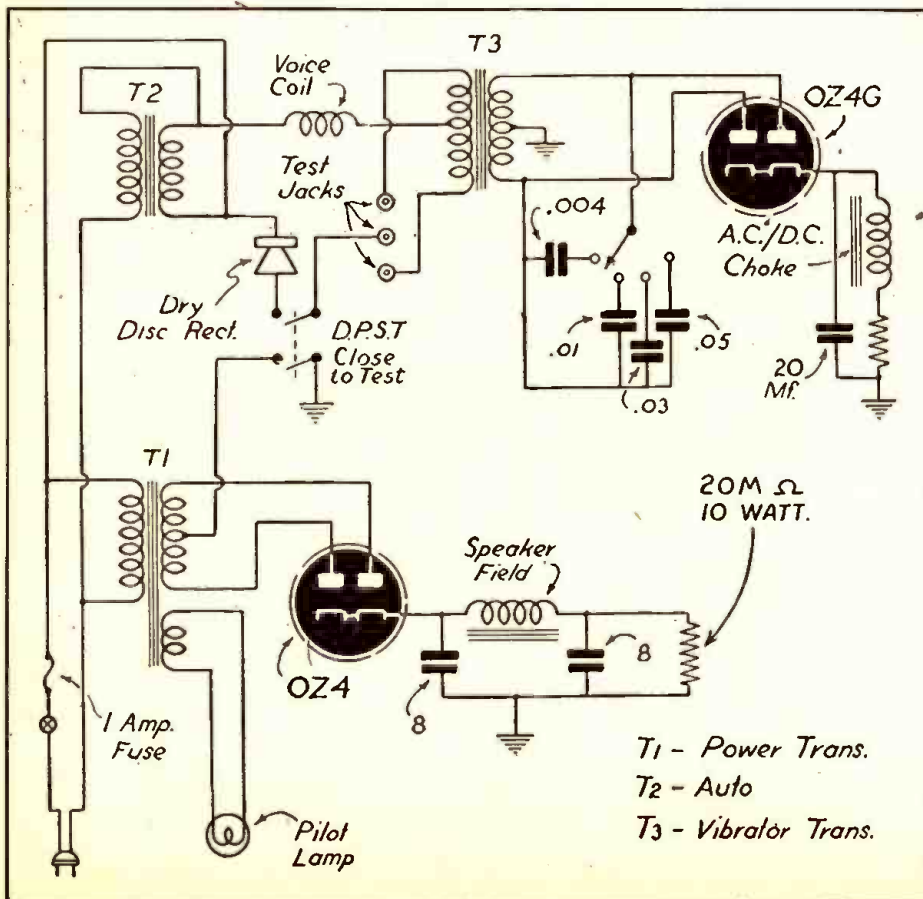 T3
Voice
Coil
T2
OZ4G
Test
Jacks
.004
A.C./D.C.
Choke
Dry
Disc Rect.
D.P.S.T
Close
to Test
.01
.05
.03
20
Mf.
T1
20M Ω
10 WATT.
Speaker
Field
OZ4
8
8
1 Amp.
Fuse
Pilot
Lamp
T1 - Power Trans.
T2 - Auto
T3 - Vibrator Trans.